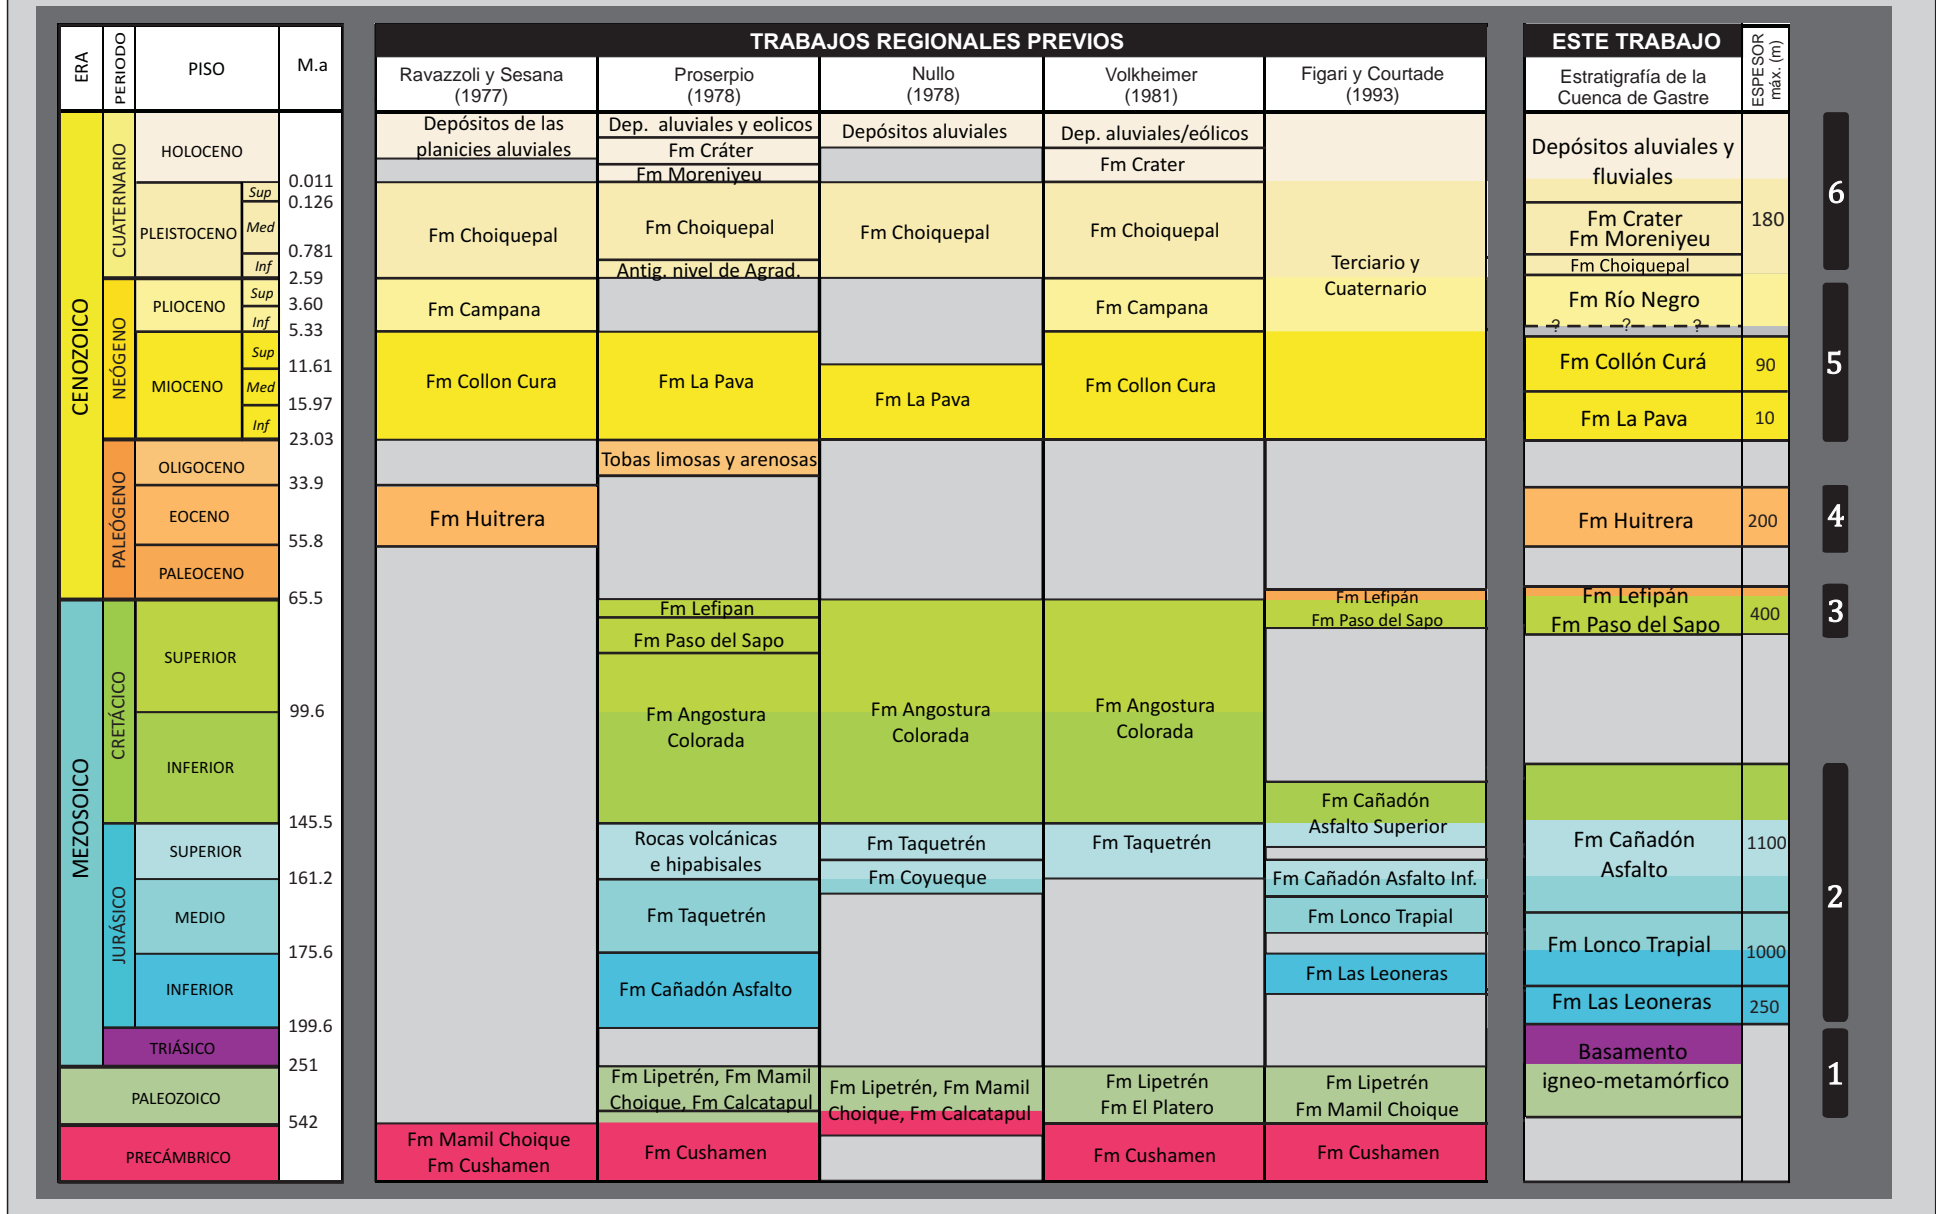 ERA
PERIODO
PISO
M.a
TRABAJOS REGIONALES PREVIOS
Ravazzoli y Sesana
(1977)
Proserpio
(1978)
Nullo
(1978)
Volkheimer
(1981)
Figari y Courtade
(1993)
ESTE TRABAJO
Estratigrafía de la
Cuenca de Gastre
ESPESOR
máx. (m)
CENOZOICO
MEZOSOICO
PALEOZOICO
PRECÁMBRICO
CUATERNARIO
NEÓGENO
PALEÓGENO
CRETÁCICO
JURÁSICO
TRIÁSICO
HOLOCENO
PLEISTOCENO
Sup
Med
Inf
PLIOCENO
Sup
Inf
MIOCENO
Sup
Med
Inf
OLIGOCENO
EOCENO
PALEOCENO
SUPERIOR
INFERIOR
SUPERIOR
MEDIO
INFERIOR
0.011
0.126
0.781
2.59
3.60
5.33
11.61
15.97
23.03
33.9
55.8
65.5
99.6
145.5
161.2
175.6
199.6
251
542
Depósitos de las
planicies aluviales
Fm Choiquepal
Fm Campana
Fm Collon Cura
Fm Huitrera
Fm Mamil Choique
Fm Cushamen
Dep. aluviales y eolicos
Fm Cráter
Fm Moreniyeu
Fm Choiquepal
Antig. nivel de Agrad.
Fm La Pava
Tobas limosas y arenosas
Fm Lefipan
Fm Paso del Sapo
Fm Angostura
Colorada
Rocas volcánicas
e hipabisales
Fm Taquetrén
Fm Cañadón Asfalto
Fm Lipetrén, Fm Mamil
Choique, Fm Calcatapul
Fm Cushamen
Depósitos aluviales
Fm Choiquepal
Fm La Pava
Fm Angostura
Colorada
Fm Taquetrén
Fm Coyueque
Fm Lipetrén, Fm Mamil
Choique, Fm Calcatapul
Dep. aluviales/eólicos
Fm Crater
Fm Choiquepal
Fm Campana
Fm Collon Cura
Fm Angostura
Colorada
Fm Taquetrén
Fm Lipetrén
Fm El Platero
Fm Cushamen
Terciario y
Cuaternario
Fm Lefipán
Fm Paso del Sapo
Fm Cañadón
Asfalto Superior
Fm Cañadón Asfalto Inf.
Fm Lonco Trapial
Fm Las Leoneras
Fm Lipetrén
Fm Mamil Choique
Fm Cushamen
Depósitos aluviales y
fluviales
Fm Crater
Fm Moreniyeu
Fm Choiquepal
Fm Río Negro
? ? ?
Fm Collón Curá
Fm La Pava
Fm Huitrera
Fm Lefipán
Fm Paso del Sapo
Fm Cañadón
Asfalto
Fm Lonco Trapial
Fm Las Leoneras
Basamento
igneo-metamórfico
180
90
10
200
400
1100
1000
250
6
5
4
3
2
1